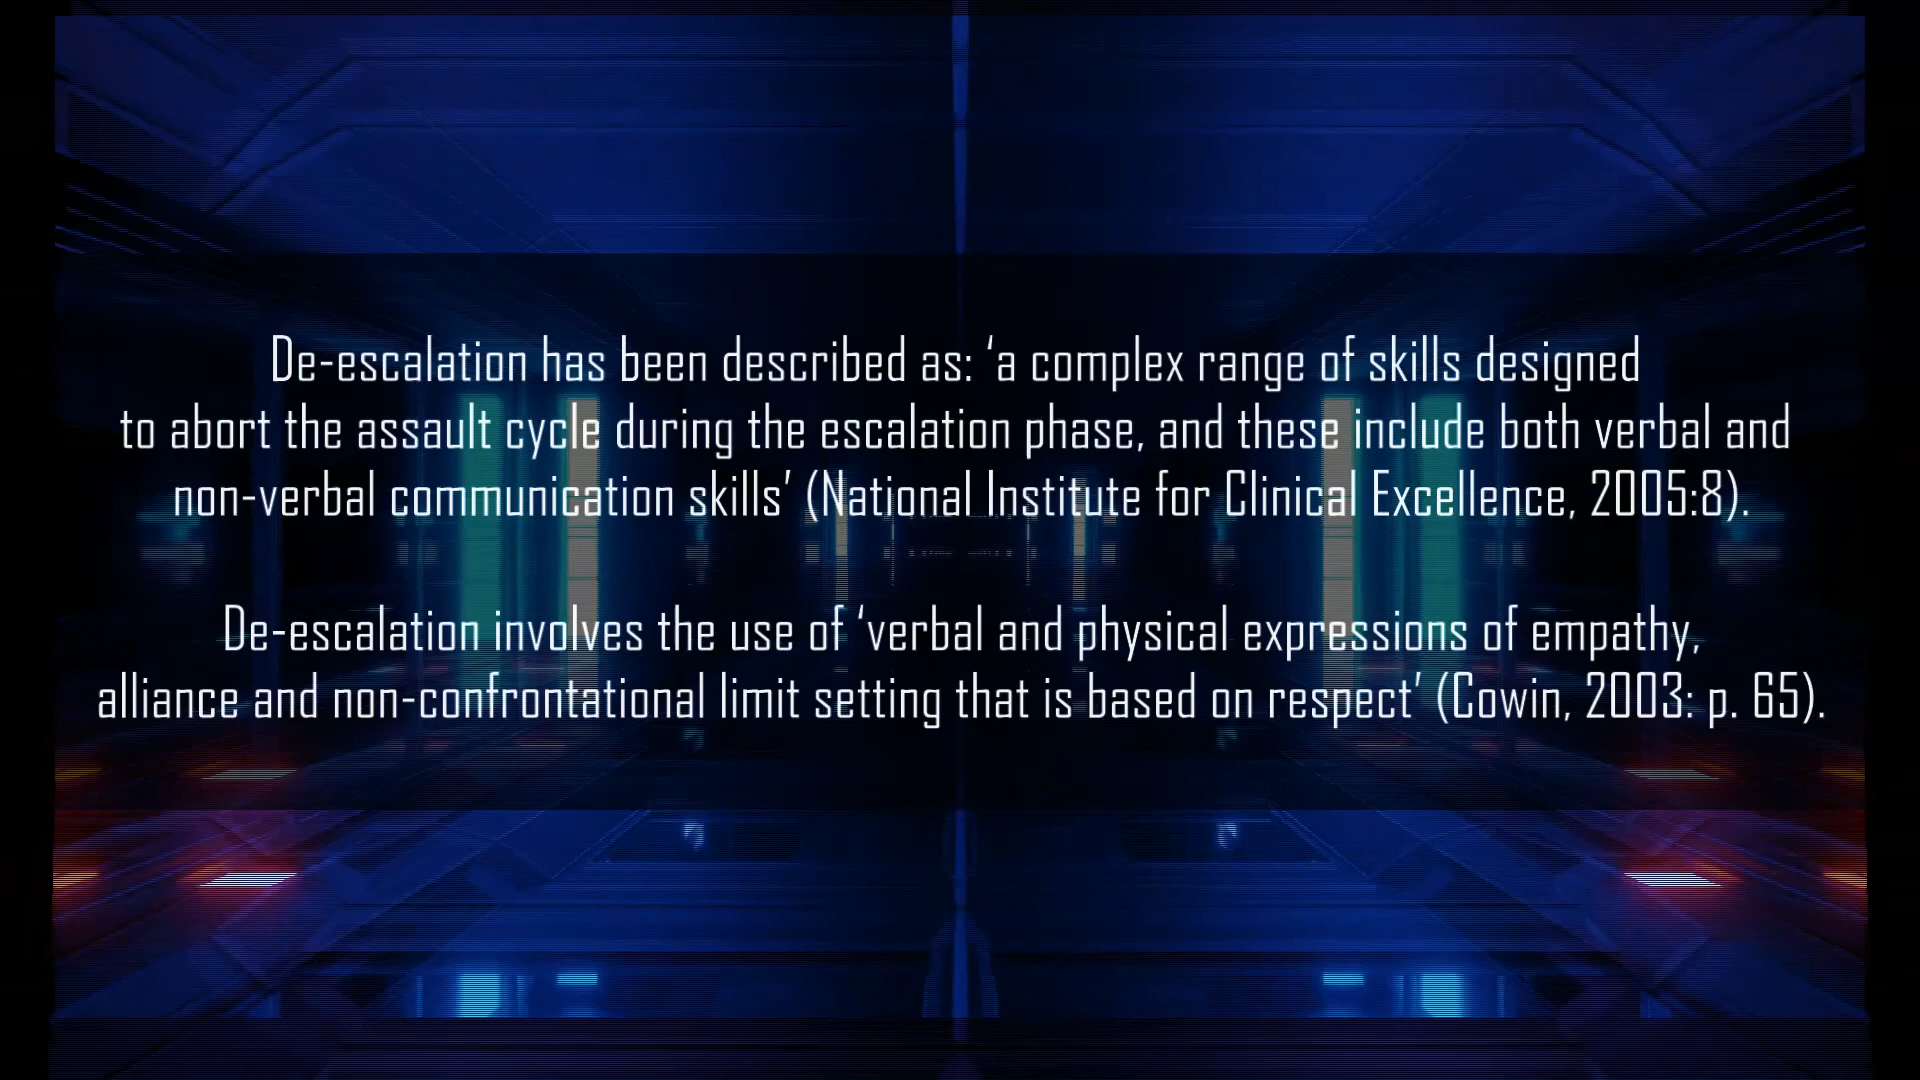 De-escalation has been described as: ‘a complex range of skills designed
to abort the assault cycle during the escalation phase, and these include both verbal and
non-verbal communication skills’ (National Institute for Clinical Excellence, 2005:8).
De-escalation involves the use of ‘verbal and physical expressions of empathy,
alliance and non-confrontational limit setting that is based on respect’ (Cowin, 2003: p. 65).